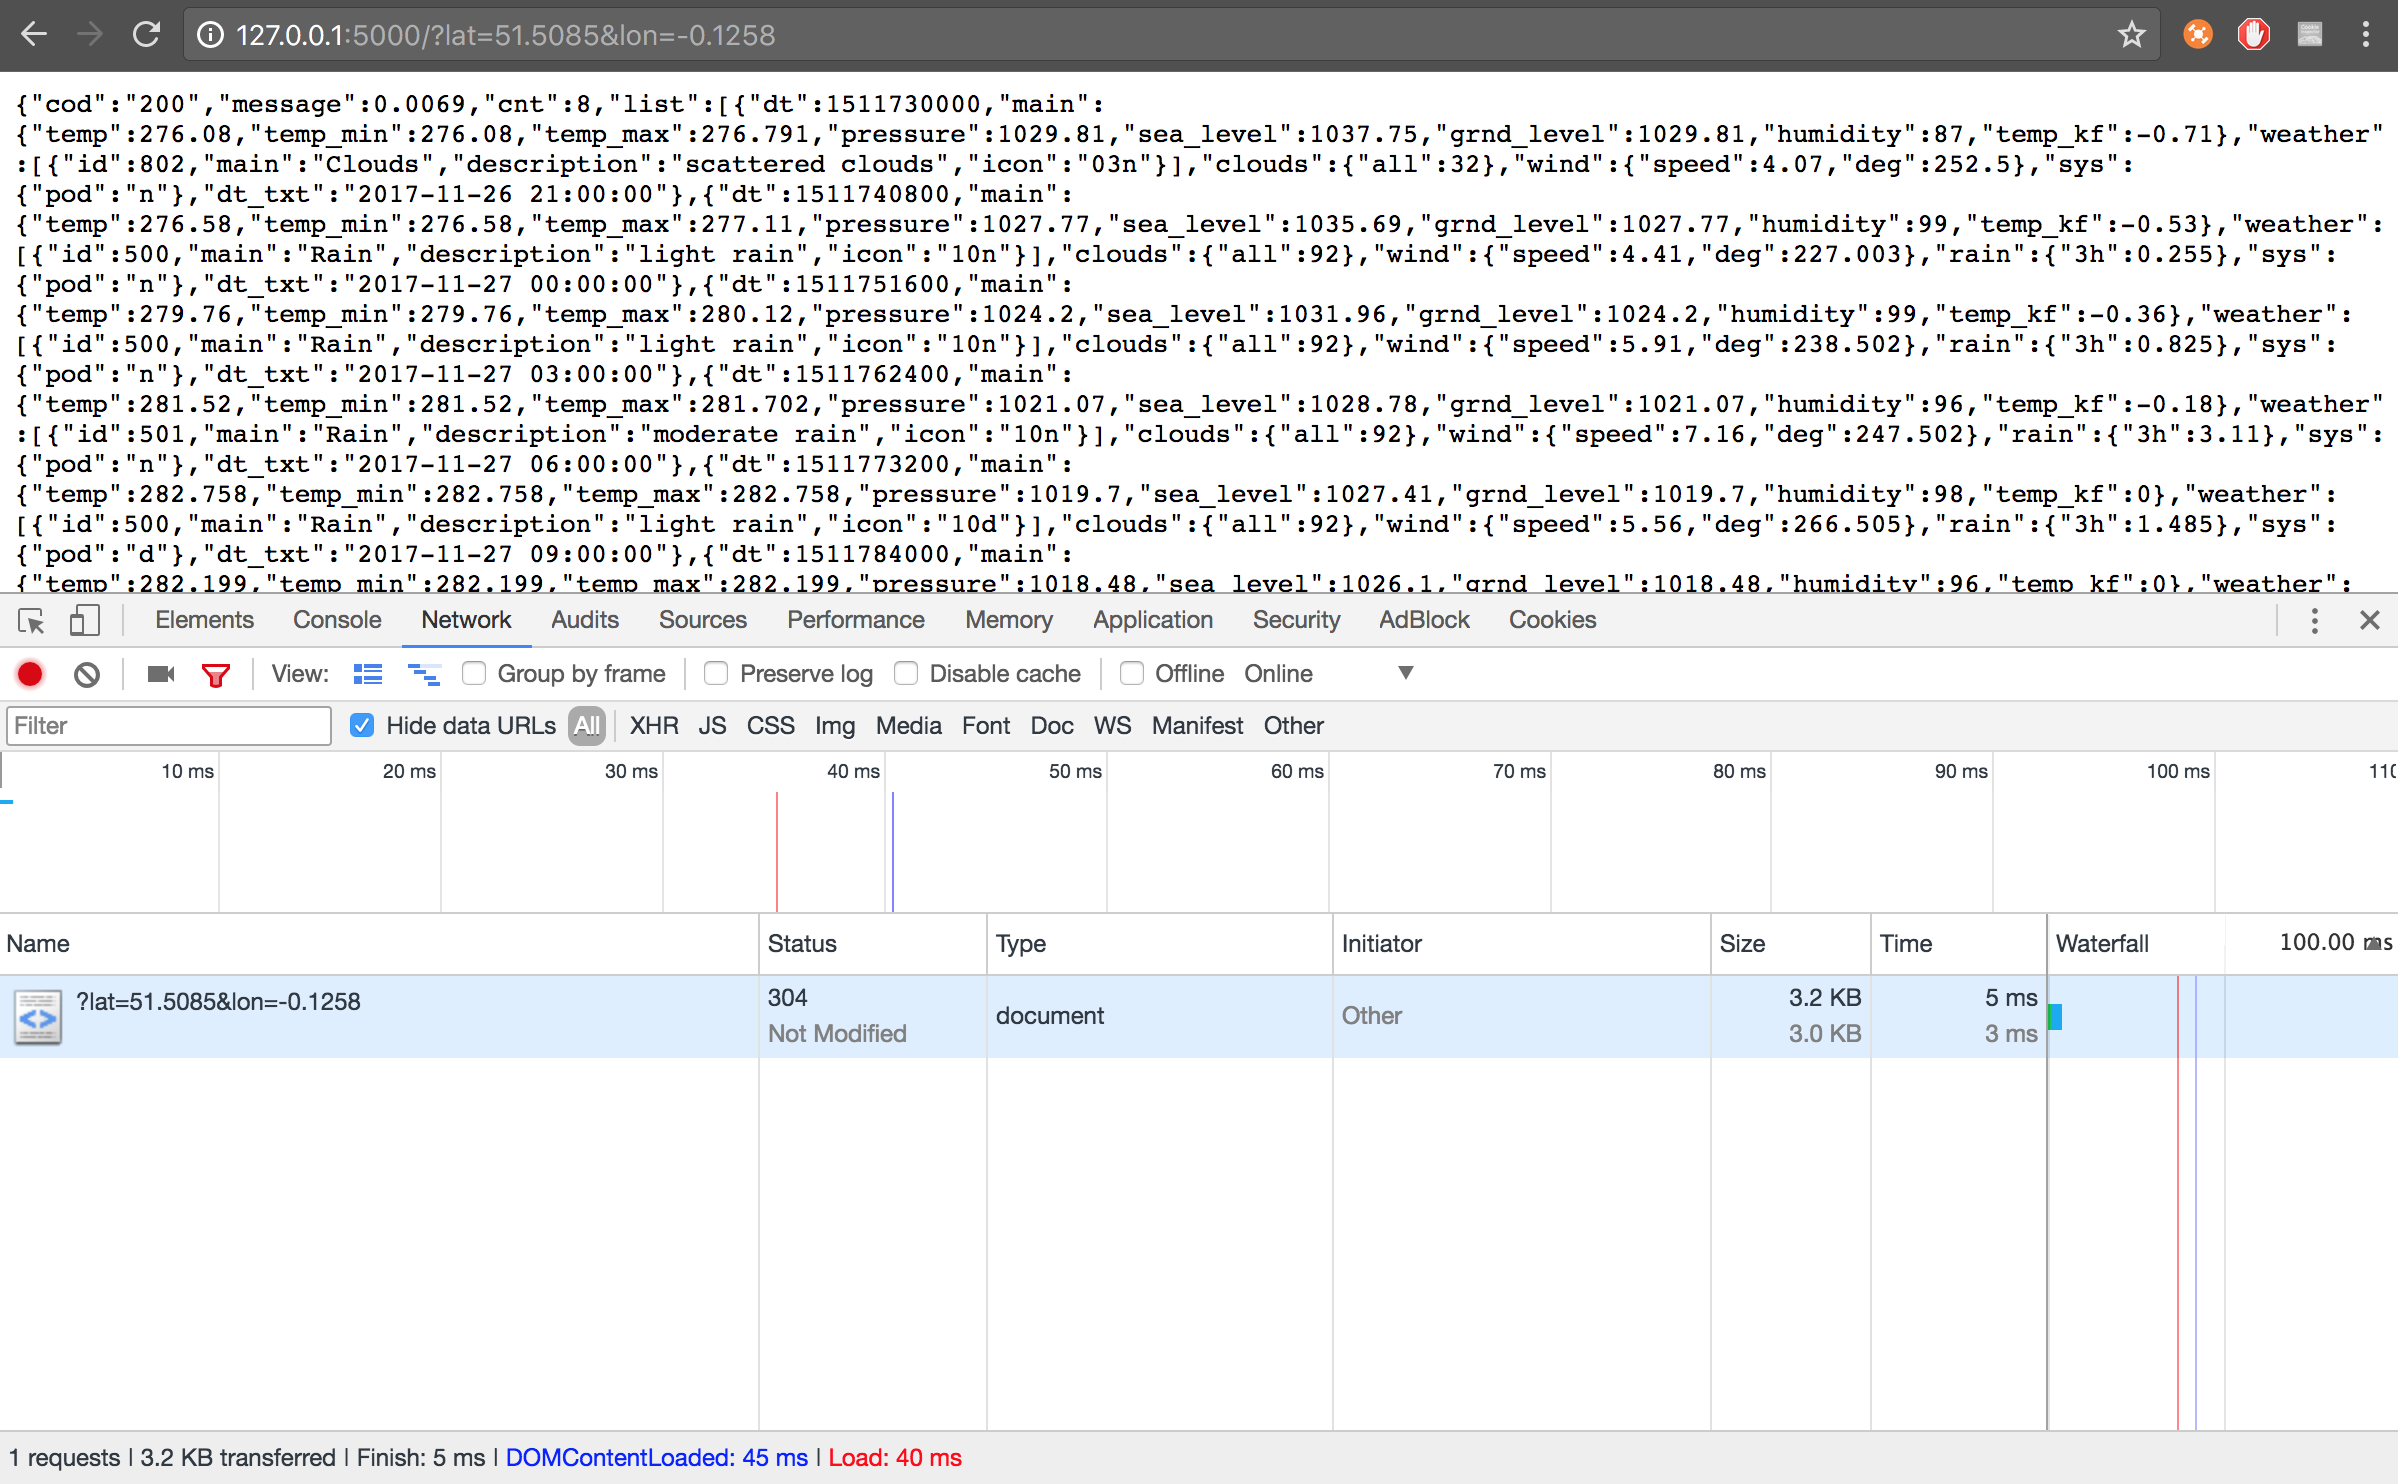 127.0.0.1:5000/?lat=51.5085&lon=-0.1258
{"cod":"200","message":0.0069,"cnt":8,"list":[{"dt":1511730000,"main":
{"temp":276.08,"temp_min":276.08,"temp_max":276.791,"pressure":1029.81,"sea_level":1037.75,"grnd_level":1029.81,"humidity":87,"temp_kf":-0.71},"weather"
:[{"id":802,"main":"Clouds","description":"scattered clouds","icon":"03n"}],"clouds":{"all":32},"wind":{"speed":4.07,"deg":252.5},"sys":
{"pod":"n"},"dt_txt":"2017-11-26 21:00:00"},{"dt":1511740800,"main":
{"temp":276.58,"temp_min":276.58,"temp_max":277.11,"pressure":1027.77,"sea_level":1035.69,"grnd_level":1027.77,"humidity":99,"temp_kf":-0.53},"weather":
[{"id":500,"main":"Rain","description":"light rain","icon":"10n"}],"clouds":{"all":92},"wind":{"speed":4.41,"deg":227.003},"rain":{"3h":0.255},"sys":
{"pod":"n"},"dt_txt":"2017-11-27 00:00:00"},{"dt":1511751600,"main":
{"temp":279.76,"temp_min":279.76,"temp_max":280.12,"pressure":1024.2,"sea_level":1031.96,"grnd_level":1024.2,"humidity":99,"temp_kf":-0.36},"weather":
[{"id":500,"main":"Rain","description":"light rain","icon":"10n"}],"clouds":{"all":92},"wind":{"speed":5.91,"deg":238.502},"rain":{"3h":0.825},"sys":
{"pod":"n"},"dt_txt":"2017-11-27 03:00:00"},{"dt":1511762400,"main":
{"temp":281.52,"temp_min":281.52,"temp_max":281.702,"pressure":1021.07,"sea_level":1028.78,"grnd_level":1021.07,"humidity":96,"temp_kf":-0.18},"weather"
:[{"id":501,"main":"Rain","description":"moderate rain","icon":"10n"}],"clouds":{"all":92},"wind":{"speed":7.16,"deg":247.502},"rain":{"3h":3.11},"sys":
{"pod":"n"},"dt_txt":"2017-11-27 06:00:00"},{"dt":1511773200,"main":
{"temp":282.758,"temp_min":282.758,"temp_max":282.758,"pressure":1019.7,"sea_level":1027.41,"grnd_level":1019.7,"humidity":98,"temp_kf":0},"weather":
[{"id":500,"main":"Rain","description":"light rain","icon":"10d"}],"clouds":{"all":92},"wind":{"speed":5.56,"deg":266.505},"rain":{"3h":1.485},"sys":
{"pod":"d"},"dt_txt":"2017-11-27 09:00:00"},{"dt":1511784000,"main":
{"temp":282.199,"temp_min":282.199,"temp_max":282.199,"pressure":1018.48,"sea_level":1026.1,"grnd_level":1018.48,"humidity":96,"temp_kf":0},"weather":
Elements Console Network Audits Sources Performance Memory Application Security AdBlock Cookies
View: Group by frame Preserve log Disable cache Offline Online
Filter Hide data URLs All XHR JS CSS Img Media Font Doc WS Manifest Other
10 ms 20 ms 30 ms 40 ms 50 ms 60 ms 70 ms 80 ms 90 ms 100 ms 110
Name Status Type Initiator Size Time Waterfall 100.00 ms
?lat=51.5085&lon=-0.1258 304 document Other 3.2 KB 5 ms
Not Modified 3.0 KB 3 ms
1 requests | 3.2 KB transferred | Finish: 5 ms | DOMContentLoaded: 45 ms | Load: 40 ms